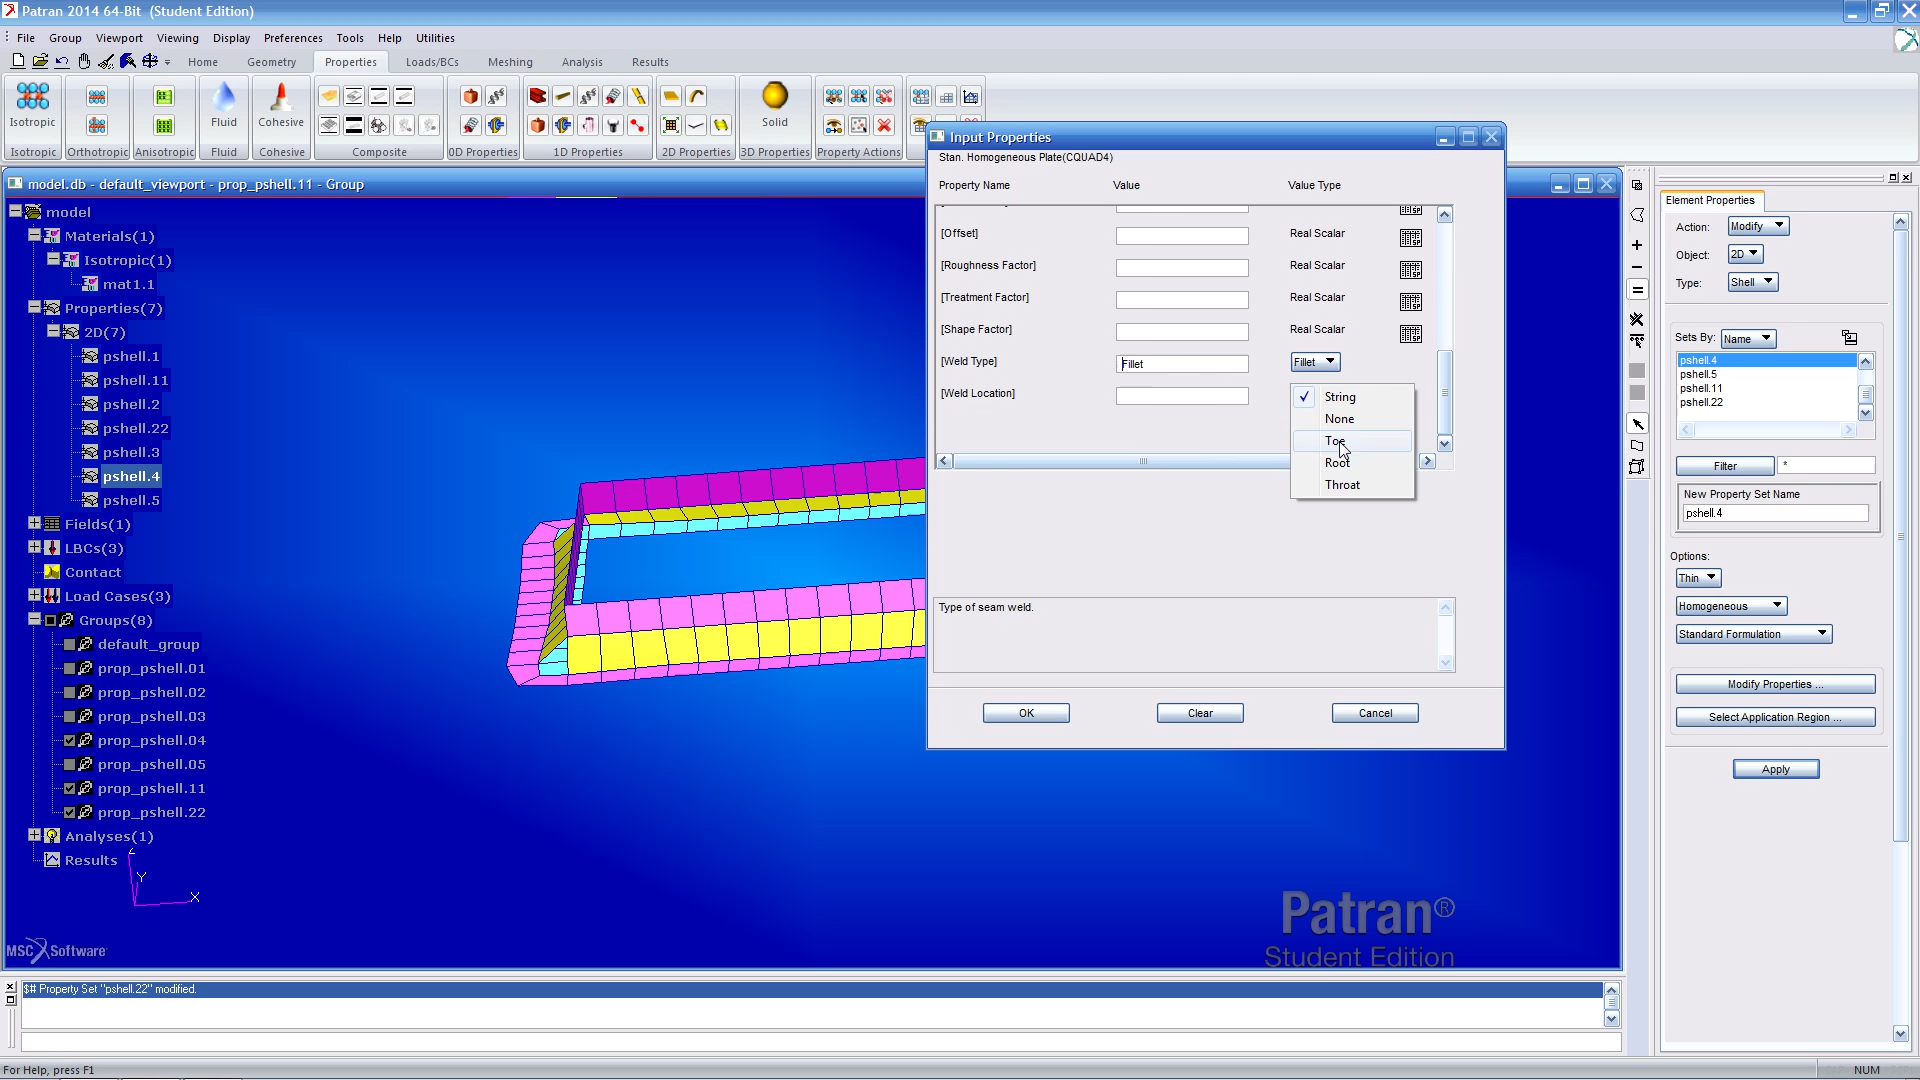 Patran 2014 64-Bit (Student Edition)
File Group Viewport Viewing Display Preferences Tools Help Utilities
Home Geometry Properties Loads/BCs Meshing Analysis Results
Isotropic Fluid Cohesive Solid
Isotropic Orthotropic Anisotropic Fluid Cohesive Composite 0D Properties 1D Properties 2D Properties 3D Properties Property Actions
model.db - default_viewport - prop_pshell.11 - Group
model
Materials(1)
Isotropic(1)
mat1.1
Properties(7)
2D(7)
pshell.1
pshell.11
pshell.2
pshell.22
pshell.3
pshell.4
pshell.5
Fields(1)
LBCs(3)
Contact
Load Cases(3)
Groups(8)
default_group
prop_pshell.01
prop_pshell.02
prop_pshell.03
prop_pshell.04
prop_pshell.05
prop_pshell.11
prop_pshell.22
Analyses(1)
Results
Z
Y
X
MSC Software
Patran®
Student Edition
Input Properties
Stan. Homogeneous Plate(CQUAD4)
Property Name Value Value Type
[Offset] Real Scalar
[Roughness Factor] Real Scalar
[Treatment Factor] Real Scalar
[Shape Factor] Real Scalar
[Weld Type] Fillet Fillet
[Weld Location]
String
None
Toe
Root
Throat
Type of seam weld.
OK Clear Cancel
Element Properties
Action: Modify
Object: 2D
Type: Shell
Sets By: Name
pshell.4
pshell.5
pshell.11
pshell.22
Filter *
New Property Set Name
pshell.4
Options:
Thin
Homogeneous
Standard Formulation
Modify Properties ...
Select Application Region ...
Apply
$# Property Set "pshell.22" modified.
For Help, press F1
NUM